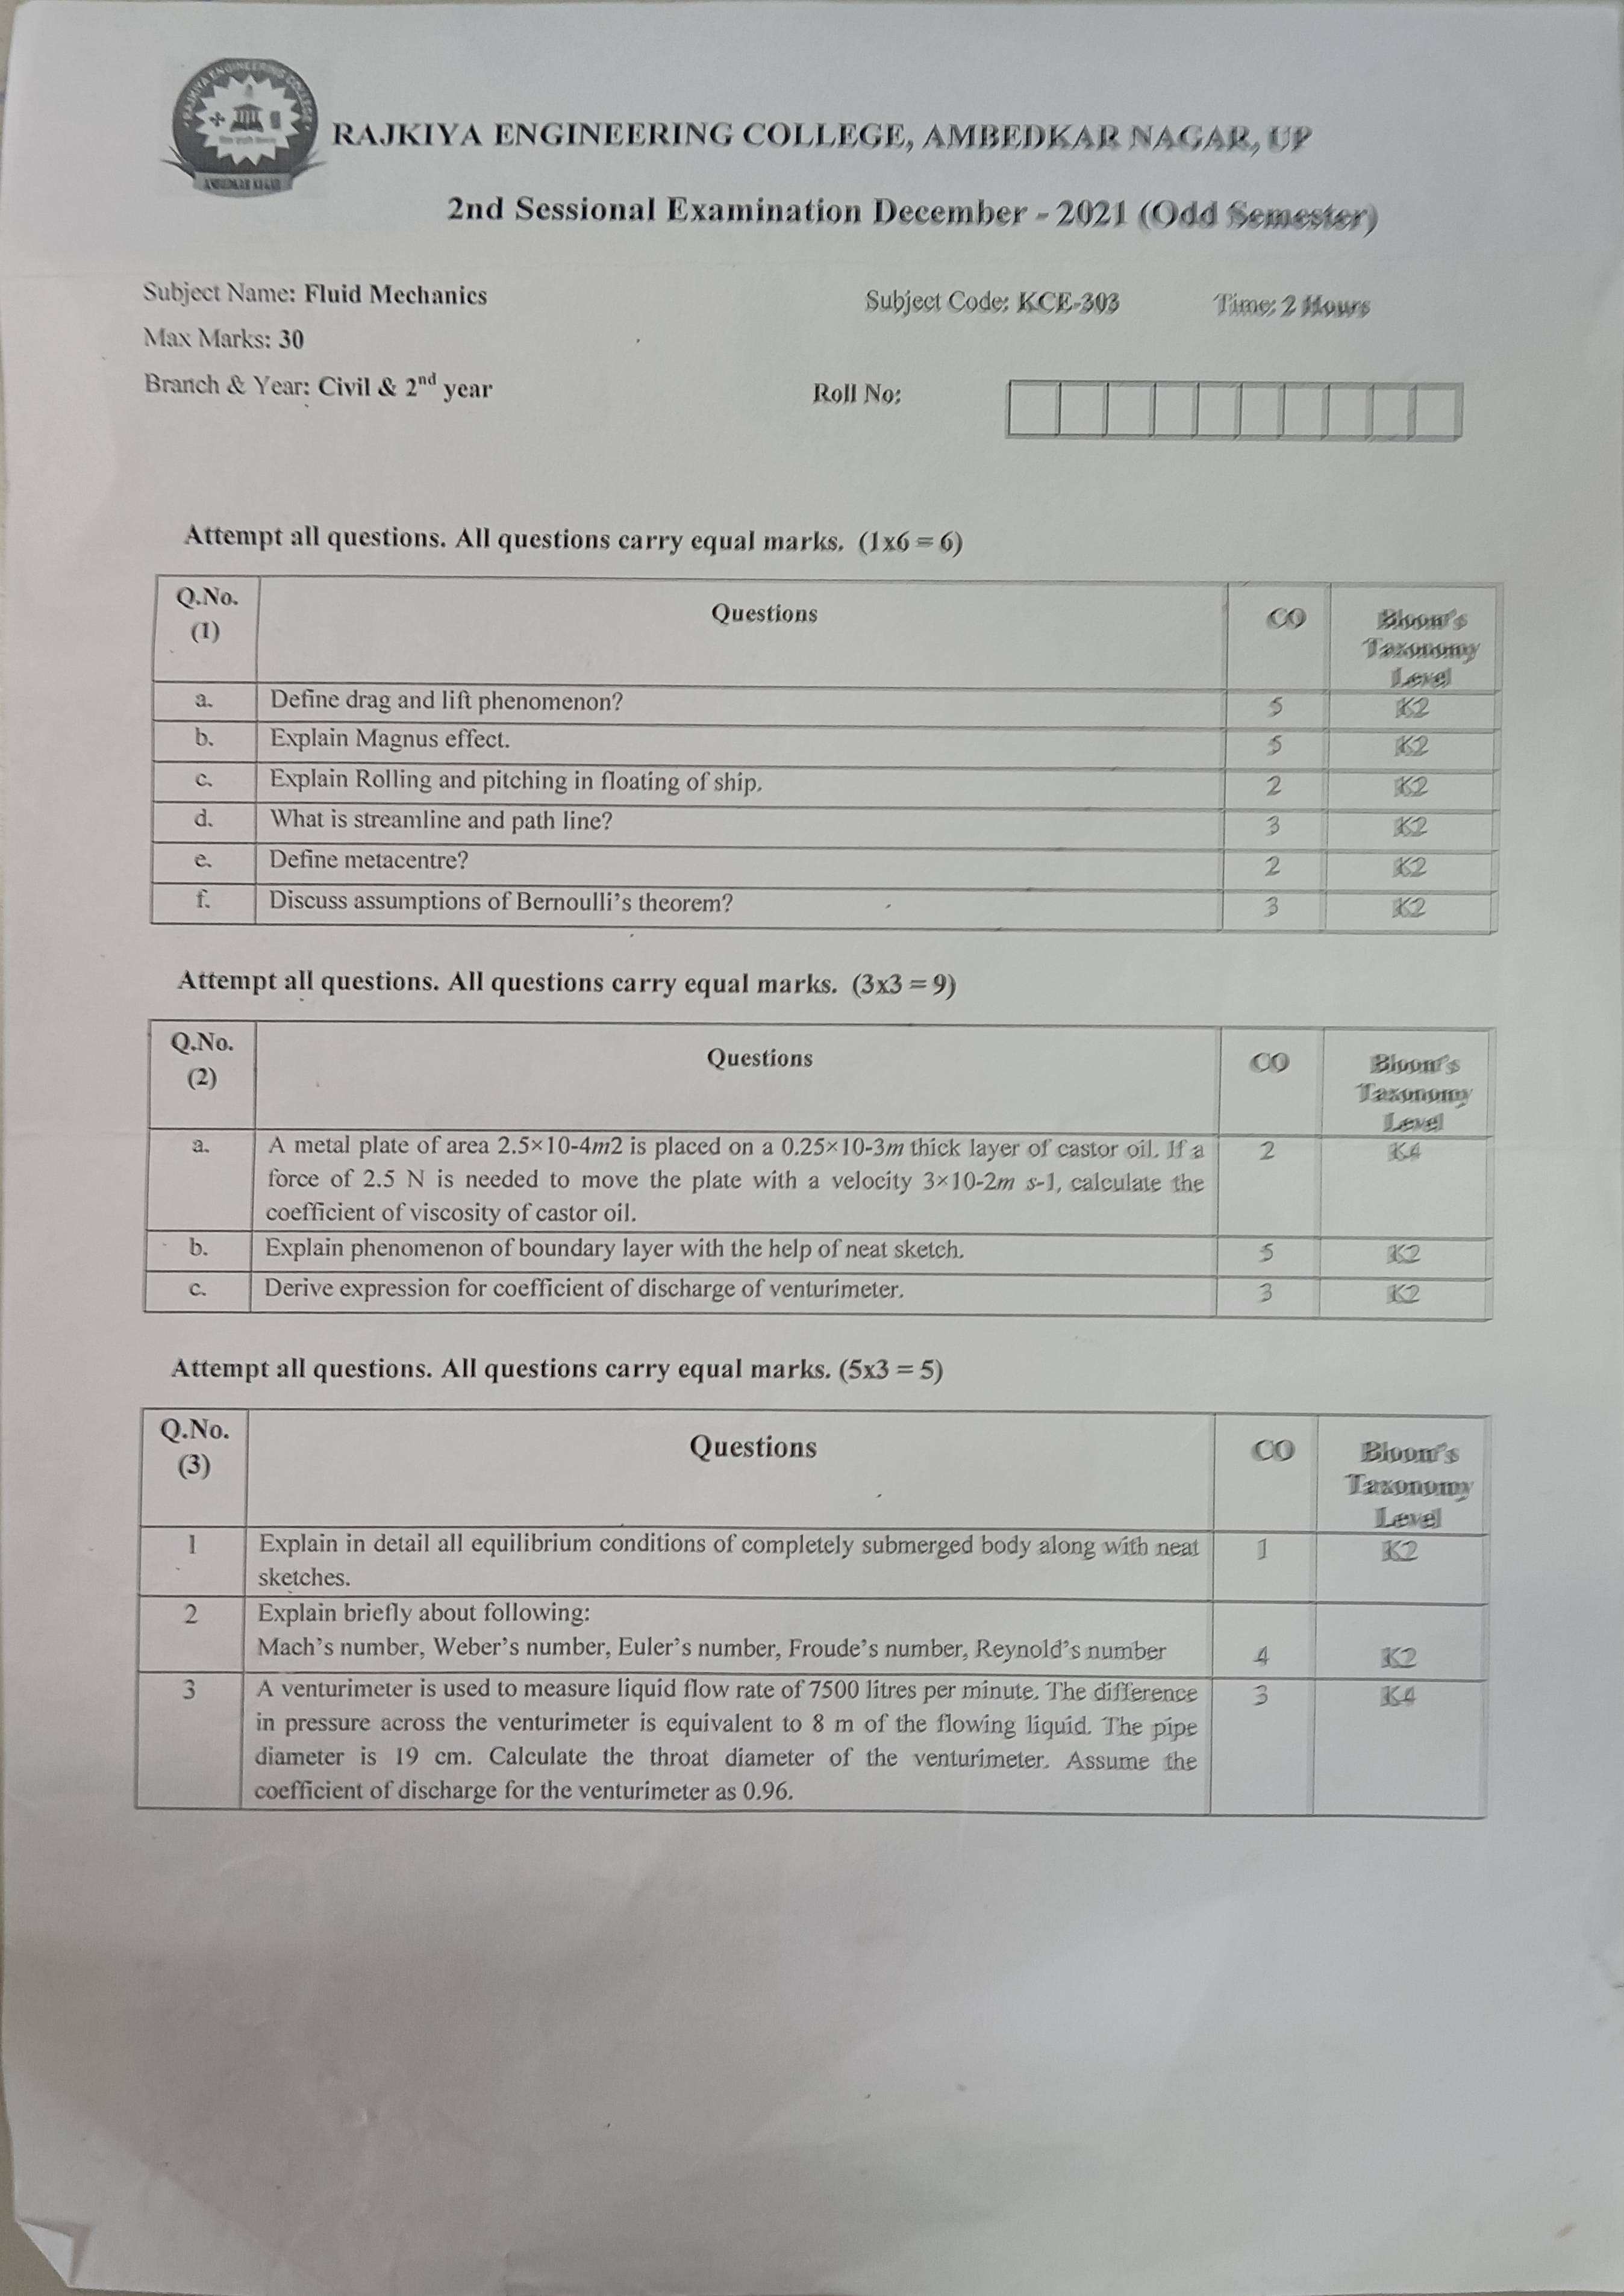 RAJKIYA ENGINEERING COLLEGE
AMBEDKAR NAGAR
RAJKIYA ENGINEERING COLLEGE, AMBEDKAR NAGAR, UP
2nd Sessional Examination December - 2021 (Odd Semester)
Subject Name: Fluid Mechanics Subject Code: KCE-303 Time: 2 Hours
Max Marks: 30
Branch & Year: Civil & 2nd year Roll No:
Attempt all questions. All questions carry equal marks. (1x6 = 6)
Q.No. (1) Questions CO Bloom's Taxonomy Level
a. Define drag and lift phenomenon? 5 K2
b. Explain Magnus effect. 5 K2
c. Explain Rolling and pitching in floating of ship. 2 K2
d. What is streamline and path line? 3 K2
e. Define metacentre? 2 K2
f. Discuss assumptions of Bernoulli's theorem? 3 K2
Attempt all questions. All questions carry equal marks. (3x3 = 9)
Q.No. (2) Questions CO Bloom's Taxonomy Level
a. A metal plate of area 2.5×10-4m2 is placed on a 0.25×10-3m thick layer of castor oil. If a 2 K4
force of 2.5 N is needed to move the plate with a velocity 3×10-2m s-1, calculate the
coefficient of viscosity of castor oil.
b. Explain phenomenon of boundary layer with the help of neat sketch. 5 K2
c. Derive expression for coefficient of discharge of venturimeter. 3 K2
Attempt all questions. All questions carry equal marks. (5x3 = 5)
Q.No. (3) Questions CO Bloom's Taxonomy Level
1 Explain in detail all equilibrium conditions of completely submerged body along with neat 1 K2
sketches.
2 Explain briefly about following:
Mach's number, Weber's number, Euler's number, Froude's number, Reynold's number 4 K2
3 A venturimeter is used to measure liquid flow rate of 7500 litres per minute. The difference 3 K4
in pressure across the venturimeter is equivalent to 8 m of the flowing liquid. The pipe
diameter is 19 cm. Calculate the throat diameter of the venturimeter. Assume the
coefficient of discharge for the venturimeter as 0.96.